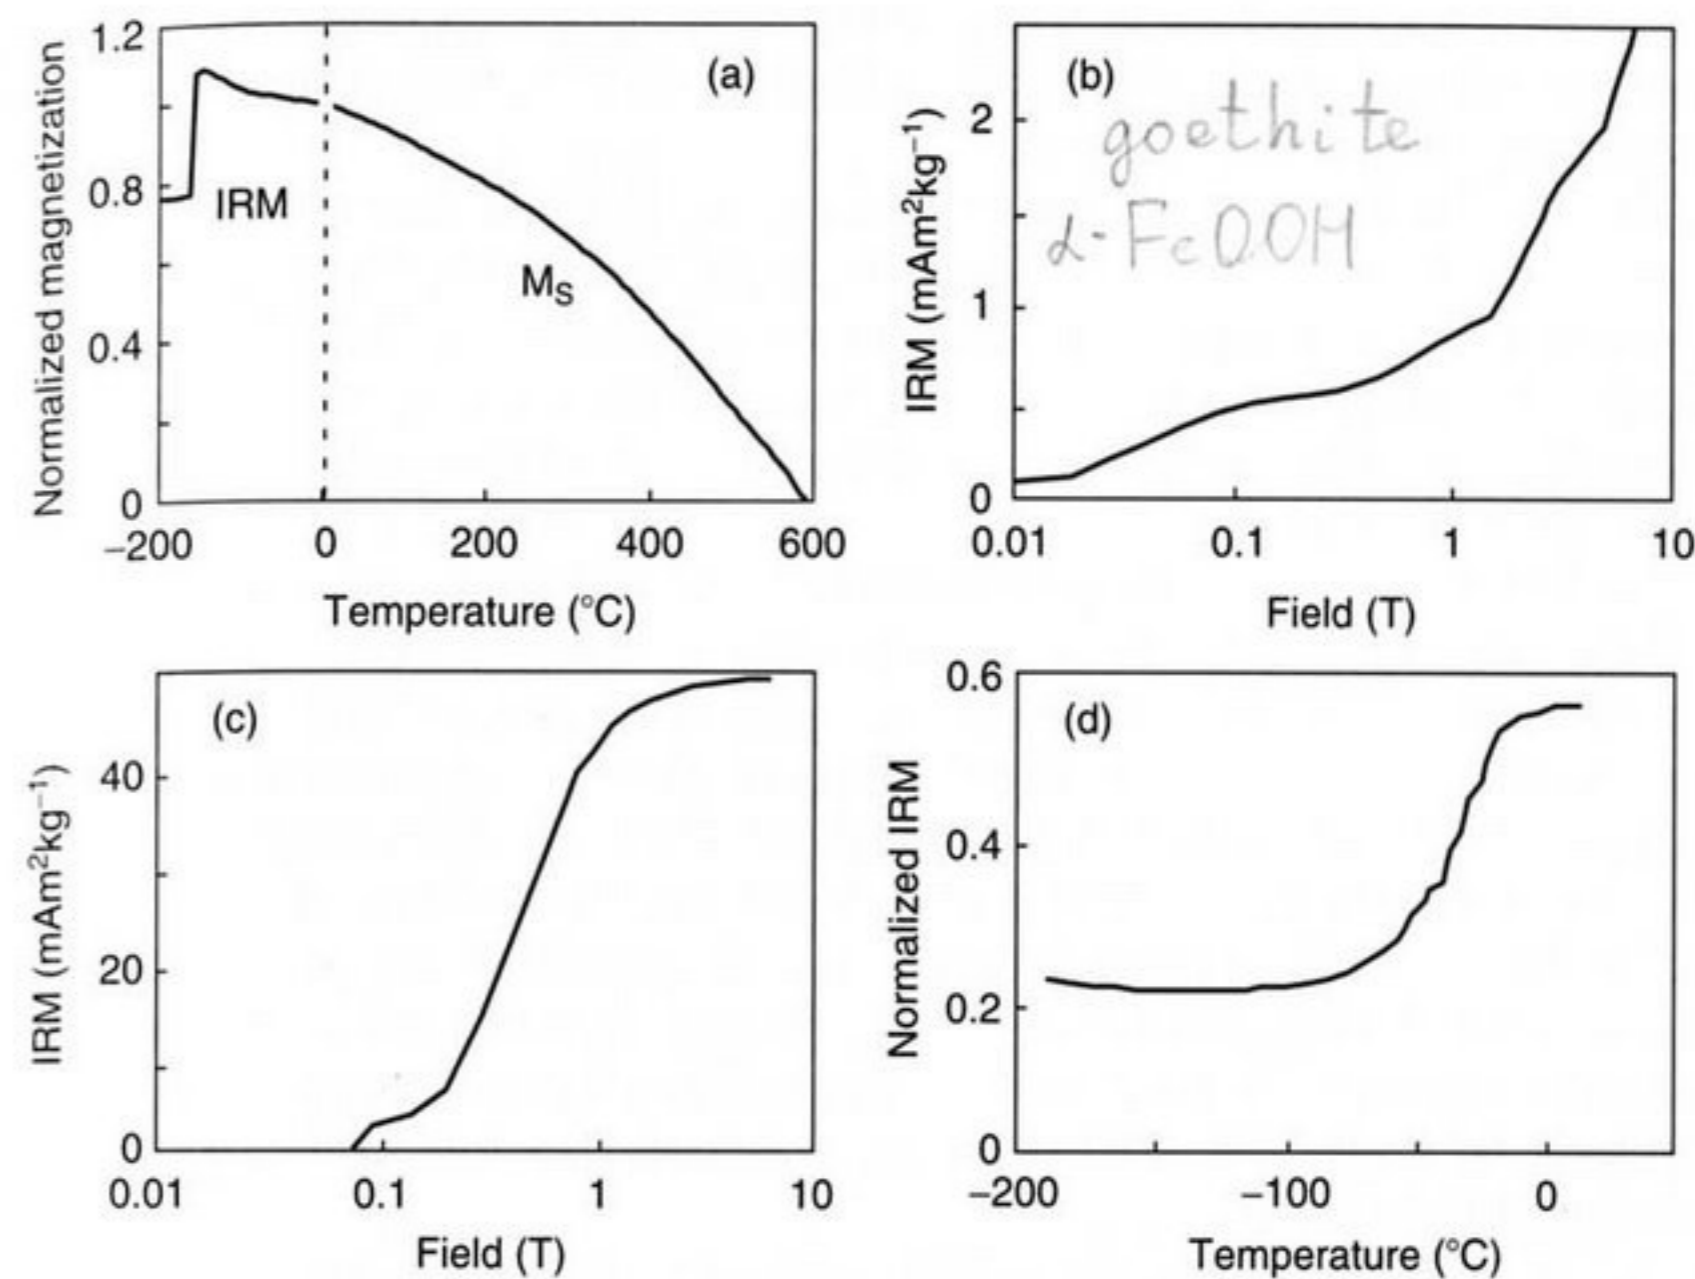 1.2
0.8
0.4
0
Normalized magnetization
(a)
IRM
M_S
−200 0 200 400 600
Temperature (°C)
2
1
0
IRM (mAm²kg⁻¹)
(b)
goethite
α-FeOOH
0.01 0.1 1 10
Field (T)
40
20
0
IRM (mAm²kg⁻¹)
(c)
0.01 0.1 1 10
Field (T)
0.6
0.4
0.2
0
Normalized IRM
(d)
−200 −100 0
Temperature (°C)